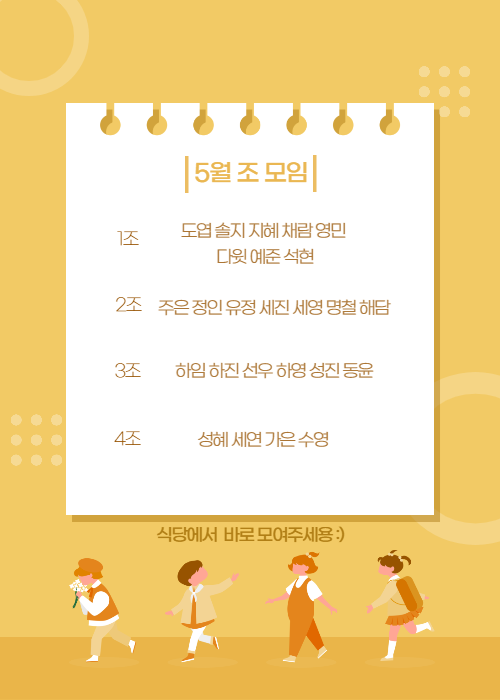 5월 조 모임
1조 도엽 솔지 지혜 채람 영민
다윗 예준 석현
2조 주은 정인 유정 세진 세영 명철 해담
3조 하임 하진 선우 하영 성진 동윤
4조 성혜 세연 가은 수영
식당에서 바로 모여주세용 :)